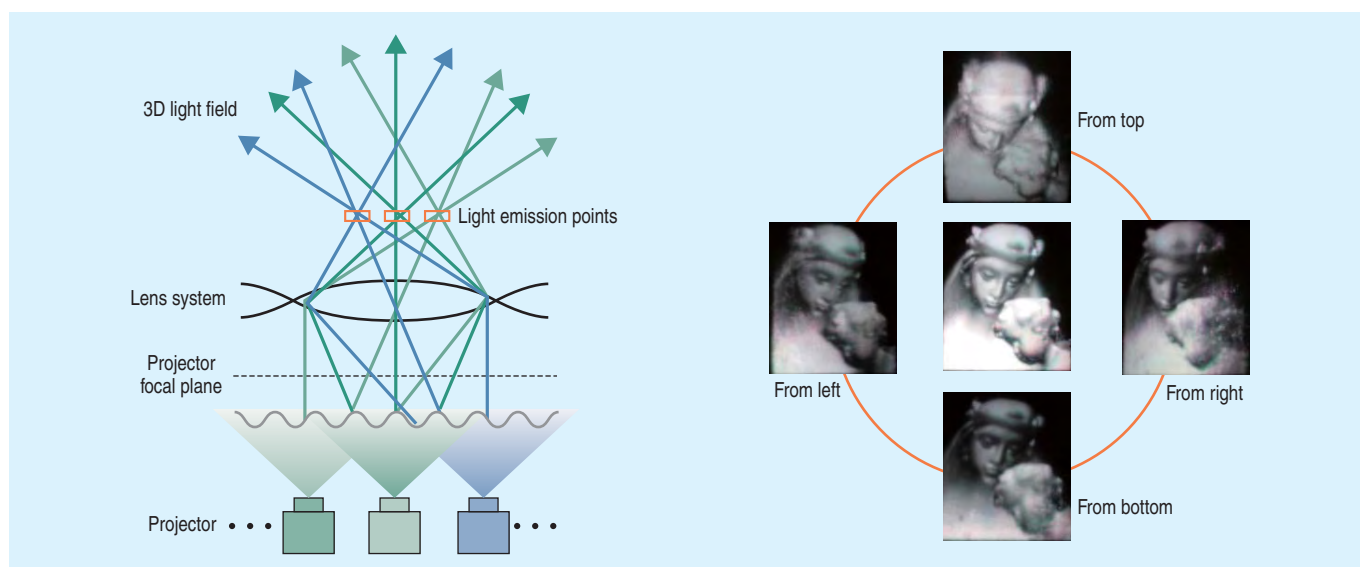 3D light field
Light emission points
Lens system
Projector
focal plane
Projector
From top
From left
From right
From bottom